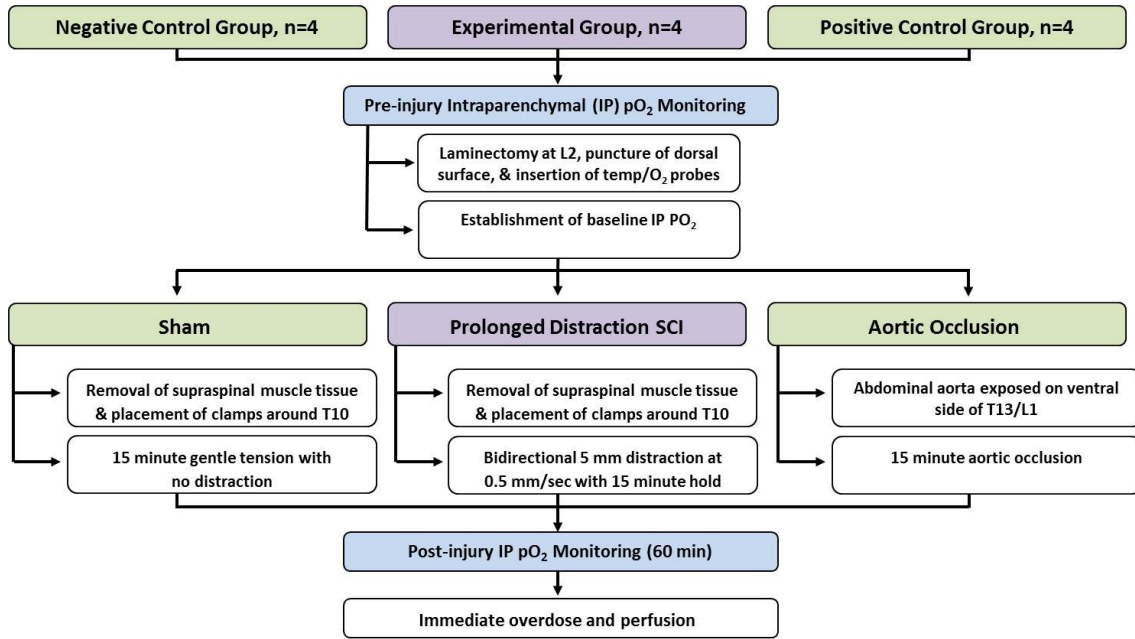 Negative Control Group, n=4
Experimental Group, n=4
Positive Control Group, n=4
Pre-injury Intraparenchymal (IP) pO₂ Monitoring
Laminectomy at L2, puncture of dorsal
surface, & insertion of temp/O₂ probes
Establishment of baseline IP PO₂
Sham
Prolonged Distraction SCI
Aortic Occlusion
Removal of supraspinal muscle tissue
& placement of clamps around T10
15 minute gentle tension with
no distraction
Removal of supraspinal muscle tissue
& placement of clamps around T10
Bidirectional 5 mm distraction at
0.5 mm/sec with 15 minute hold
Abdominal aorta exposed on ventral
side of T13/L1
15 minute aortic occlusion
Post-injury IP pO₂ Monitoring (60 min)
Immediate overdose and perfusion